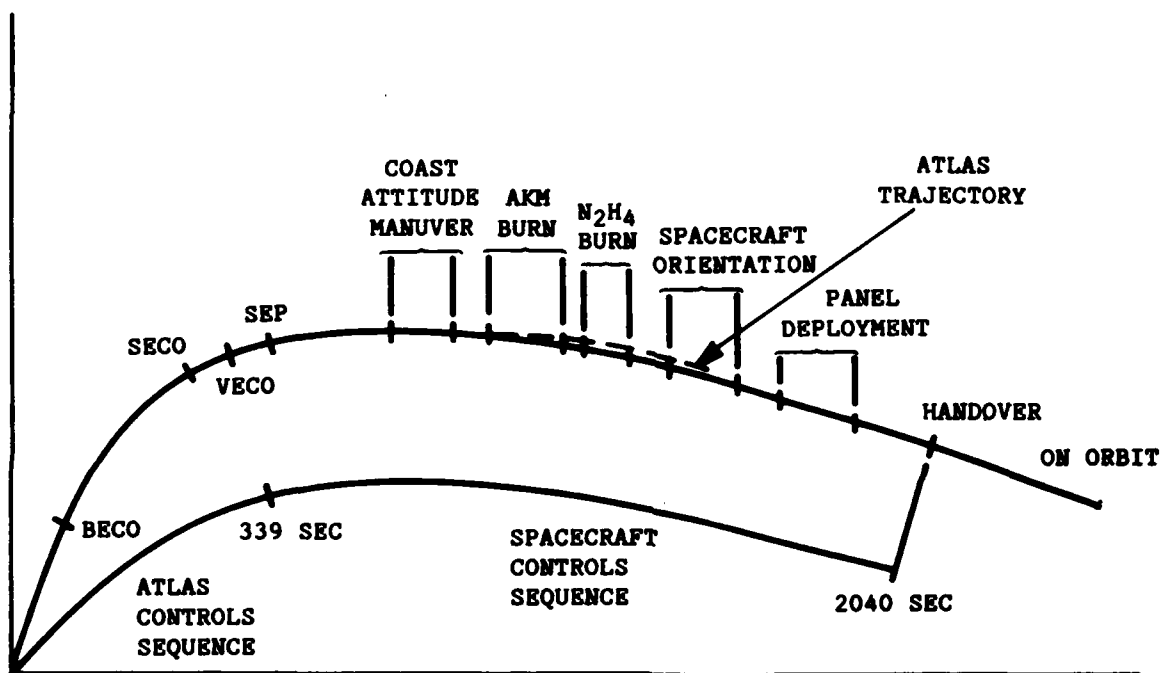 COAST
ATTITUDE
MANUVER
AKM
BURN
N₂H₄
BURN
SPACECRAFT
ORIENTATION
ATLAS
TRAJECTORY
PANEL
DEPLOYMENT
SEP
SECO
VECO
HANDOVER
ON ORBIT
BECO
339 SEC
SPACECRAFT
CONTROLS
SEQUENCE
ATLAS
CONTROLS
SEQUENCE
2040 SEC